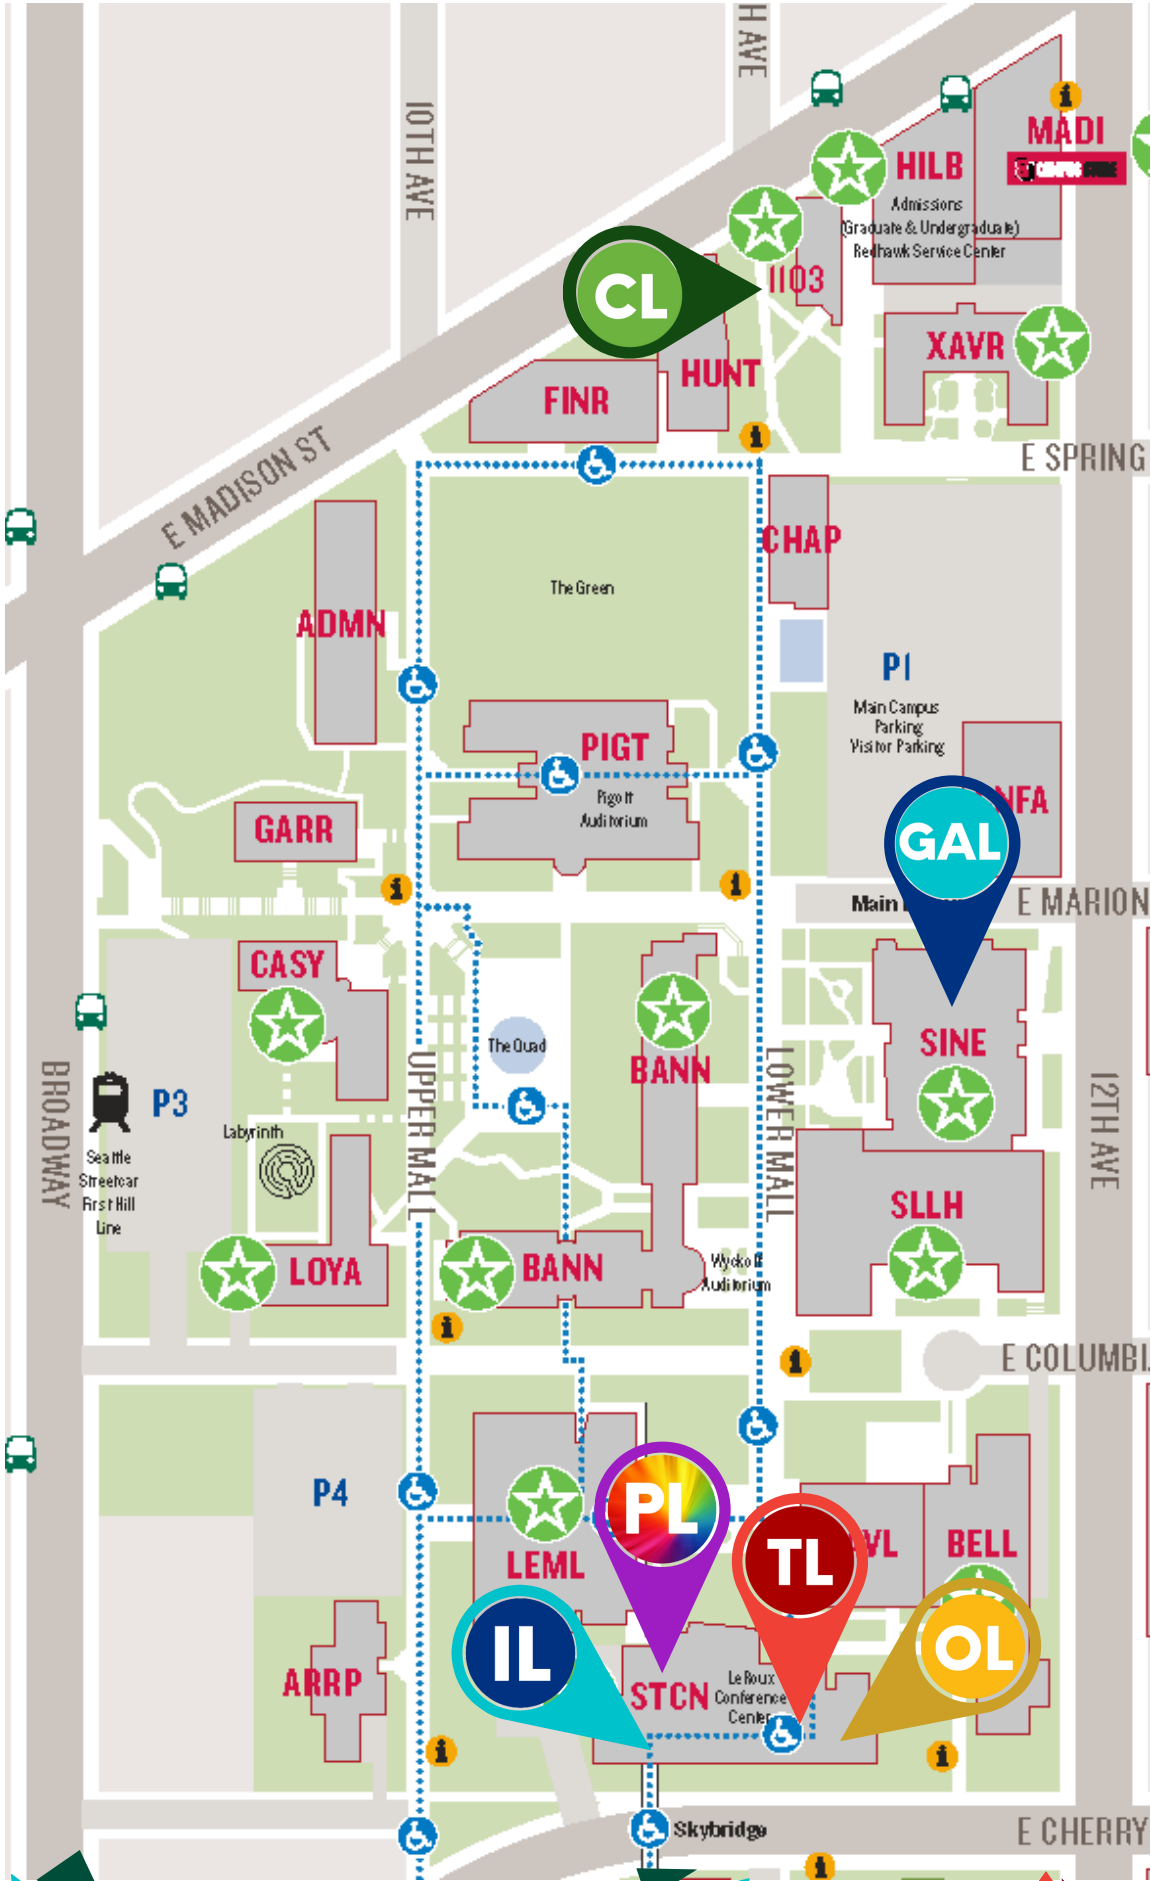 H AVE
10TH AVE
MADI
HILB
Admissions
(Graduate & Undergraduate)
Redhawk Service Center
CL
1103
XAVR
HUNT
FINR
E MADISON ST
E SPRING
CHAP
The Green
ADMN
P1
Main Campus
Parking
Visitor Parking
PIGT
Pigott
Auditorium
NFA
GARR
GAL
Main
E MARION
CASY
SINE
The Quad
BANN
BROADWAY
P3
UPPER MALL
LOWER MALL
12TH AVE
Labyrinth
Seattle
Streetcar
First Hill
Line
SLLH
LOYA
BANN
Wyckoff
Auditorium
E COLUMBI
P4
PL
LEML
TL
VL
BELL
IL
OL
ARRP
STCN
LeRoux
Conference
Center
Skybridge
E CHERRY